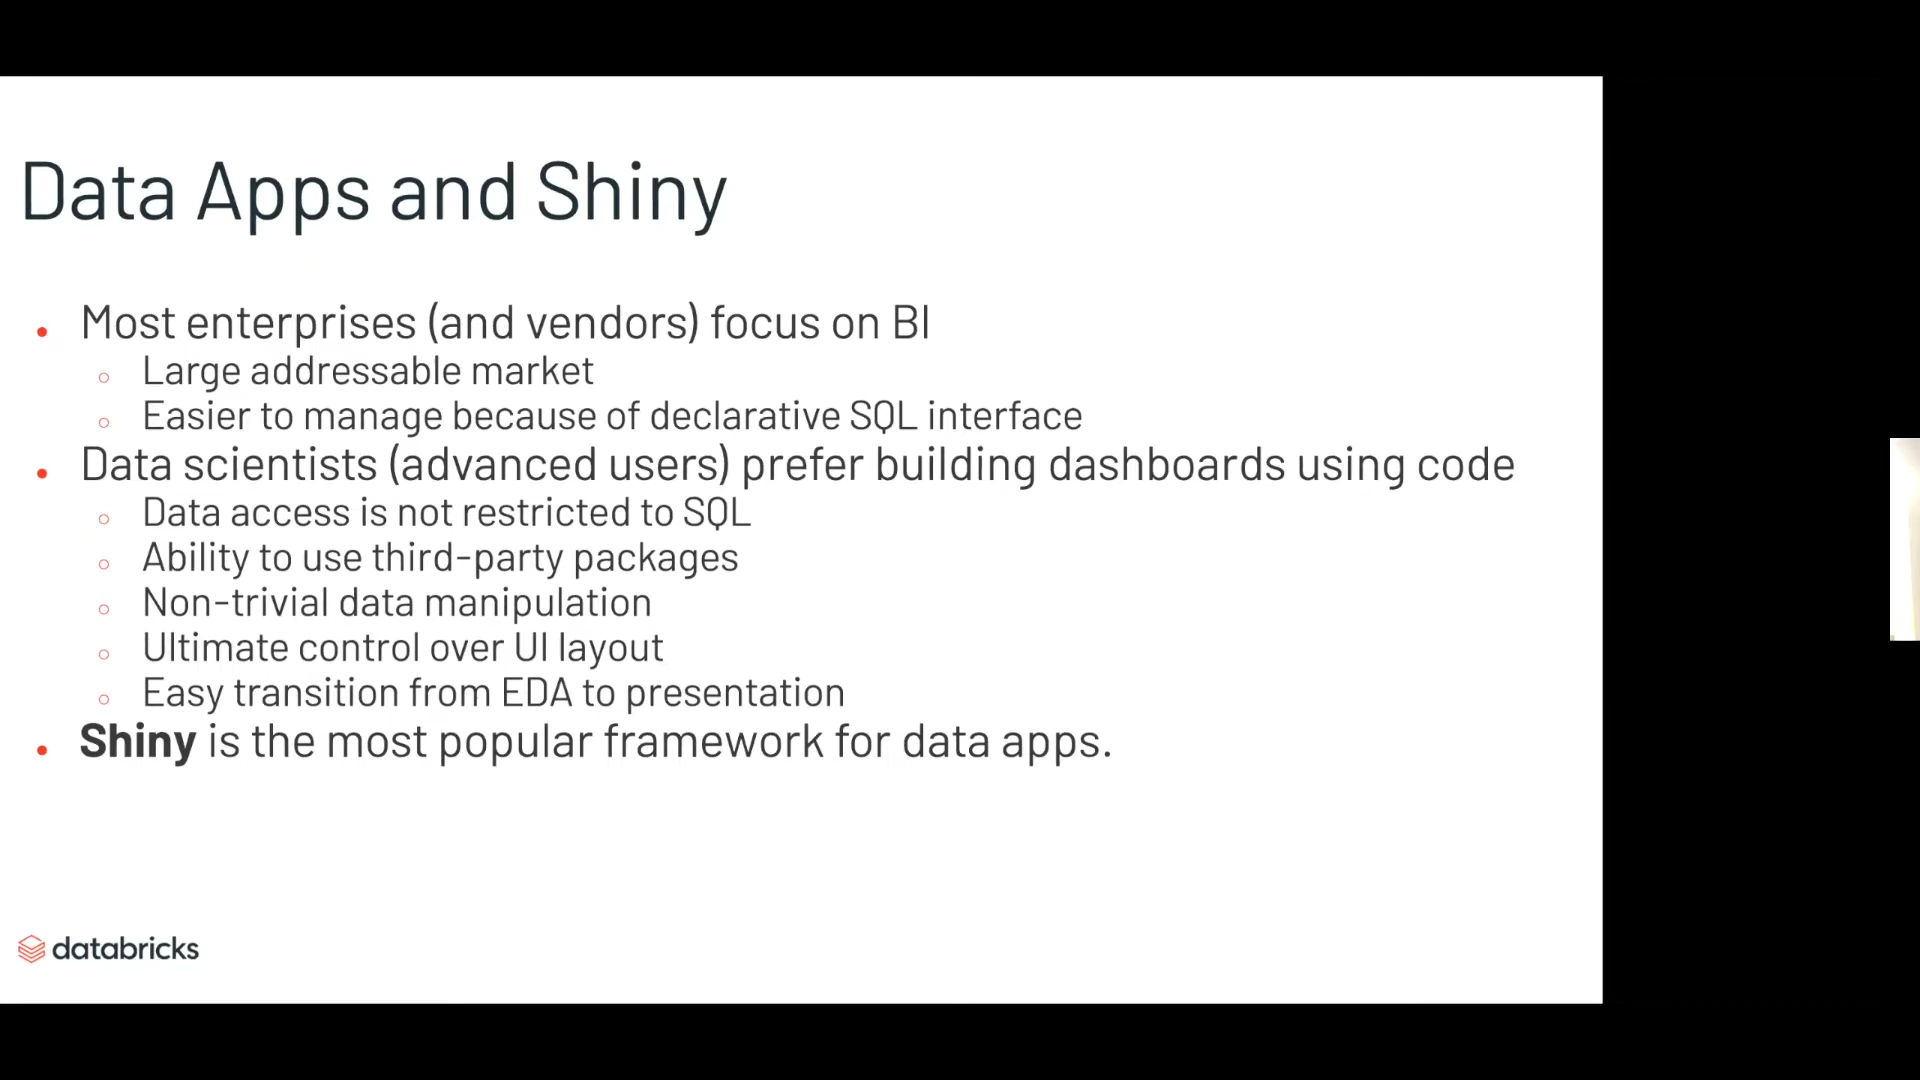 Data Apps and Shiny
Most enterprises (and vendors) focus on BI
Large addressable market
Easier to manage because of declarative SQL interface
Data scientists (advanced users) prefer building dashboards using code
Data access is not restricted to SQL
Ability to use third-party packages
Non-trivial data manipulation
Ultimate control over UI layout
Easy transition from EDA to presentation
Shiny is the most popular framework for data apps.
databricks